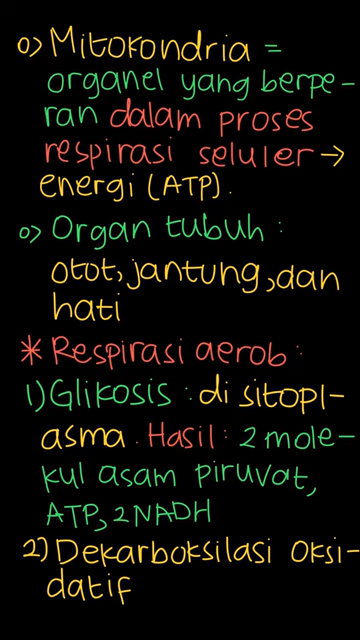 o> Mitokondria =
organel yang berpe-
ran dalam proses
respirasi seluler →
energi (ATP).
o> Organ tubuh :
otot, jantung, dan
hati
* Respirasi aerob :
1) Glikosis : di sitopl-
asma. Hasil : 2 mole-
kul asam piruvat,
ATP, 2 NADH
2) Dekarboksilasi oksi-
datif